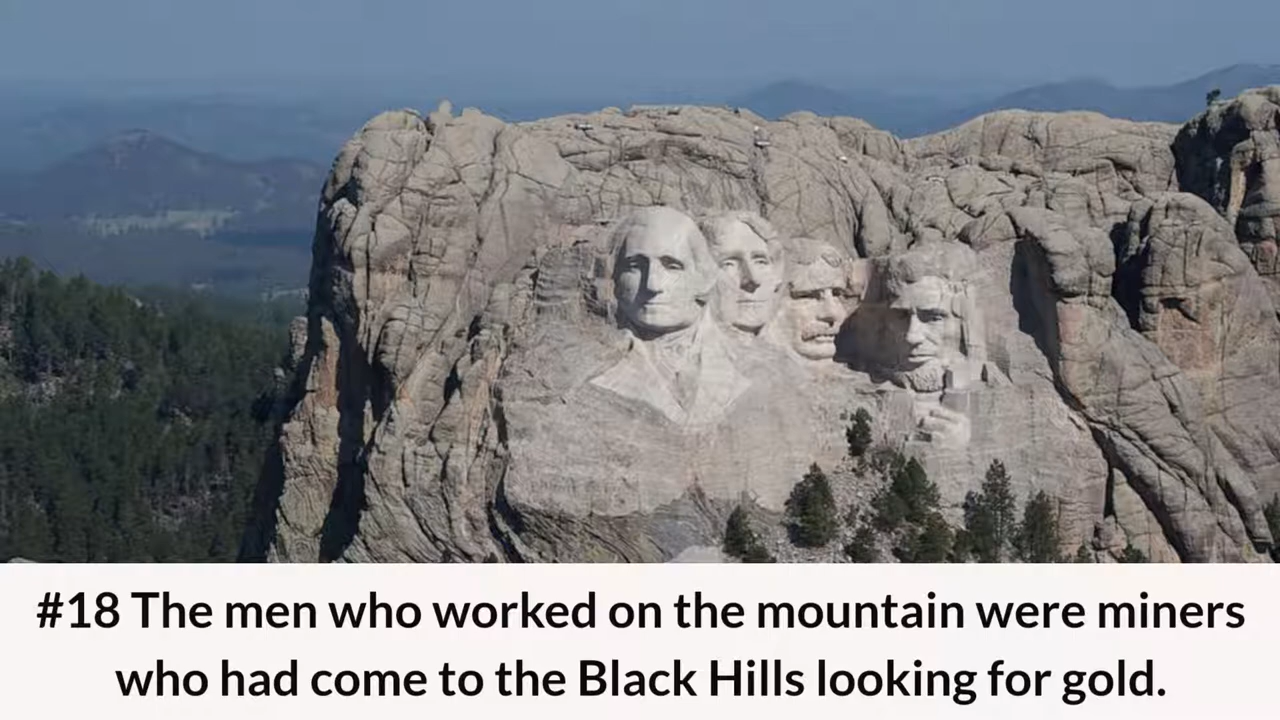 #18 The men who worked on the mountain were miners
who had come to the Black Hills looking for gold.